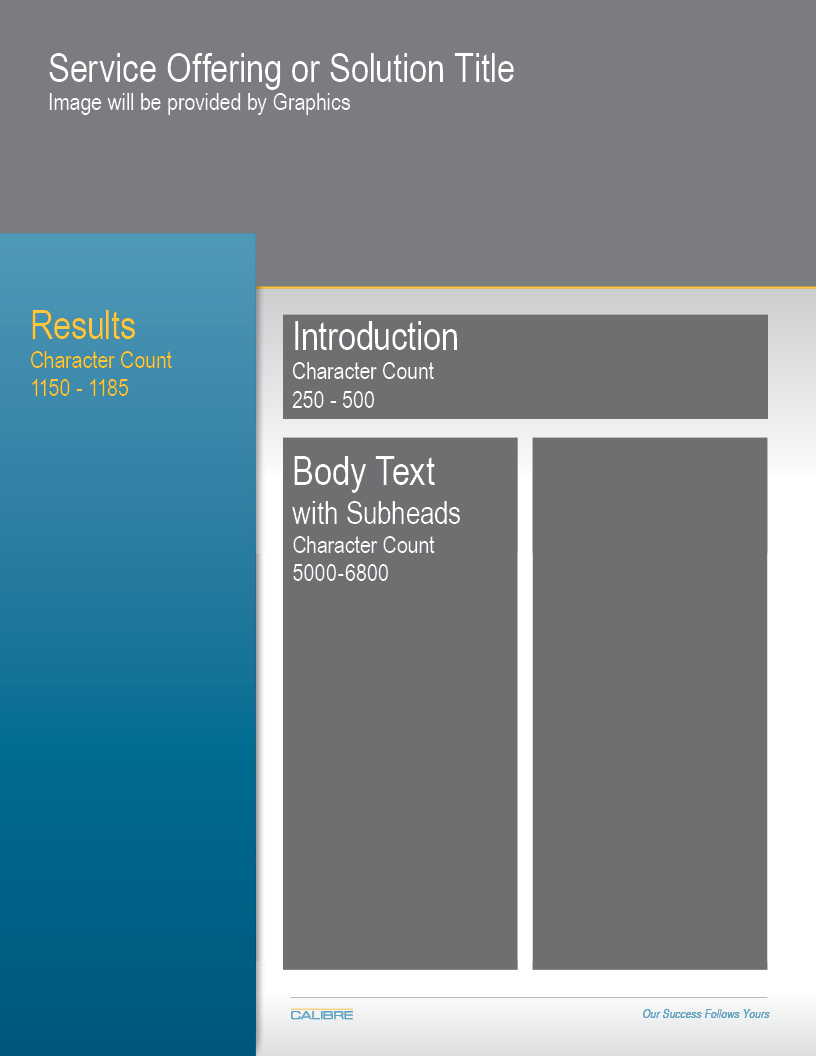 Service Offering or Solution Title
Image will be provided by Graphics
Results
Character Count
1150 - 1185
Introduction
Character Count
250 - 500
Body Text
with Subheads
Character Count
5000-6800
CALIBRE
Our Success Follows Yours